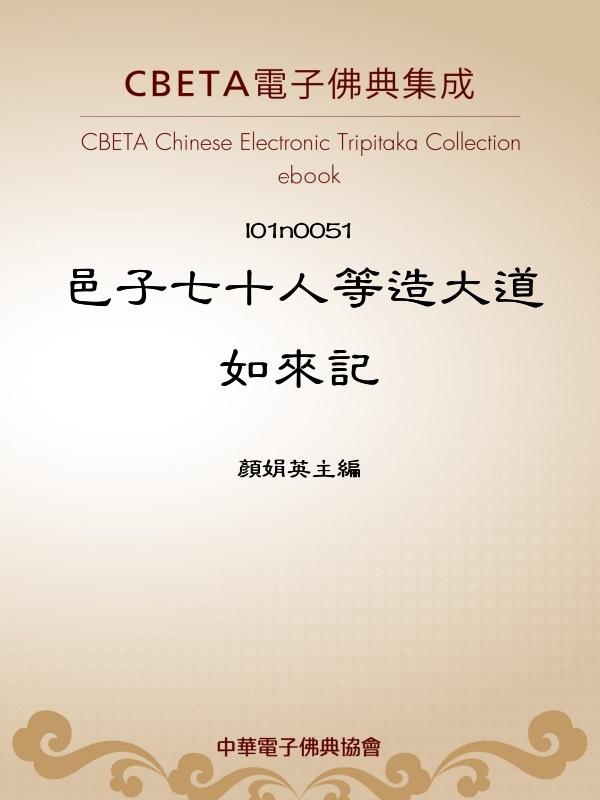 CBETA電子佛典集成
CBETA Chinese Electronic Tripitaka Collection
ebook
I01n0051
邑子七十人等造大道
如來記
顏娟英主編
中華電子佛典協會